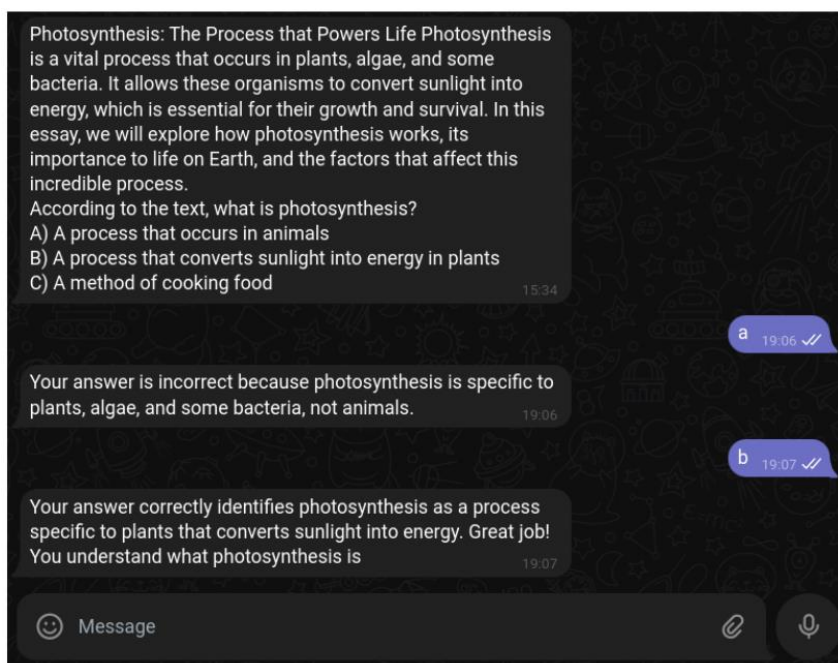 Photosynthesis: The Process that Powers Life Photosynthesis
is a vital process that occurs in plants, algae, and some
bacteria. It allows these organisms to convert sunlight into
energy, which is essential for their growth and survival. In this
essay, we will explore how photosynthesis works, its
importance to life on Earth, and the factors that affect this
incredible process.
According to the text, what is photosynthesis?
A) A process that occurs in animals
B) A process that converts sunlight into energy in plants
C) A method of cooking food
15:34
a
19:06
Your answer is incorrect because photosynthesis is specific to
plants, algae, and some bacteria, not animals.
19:06
b
19:07
Your answer correctly identifies photosynthesis as a process
specific to plants that converts sunlight into energy. Great job!
You understand what photosynthesis is
19:07
Message